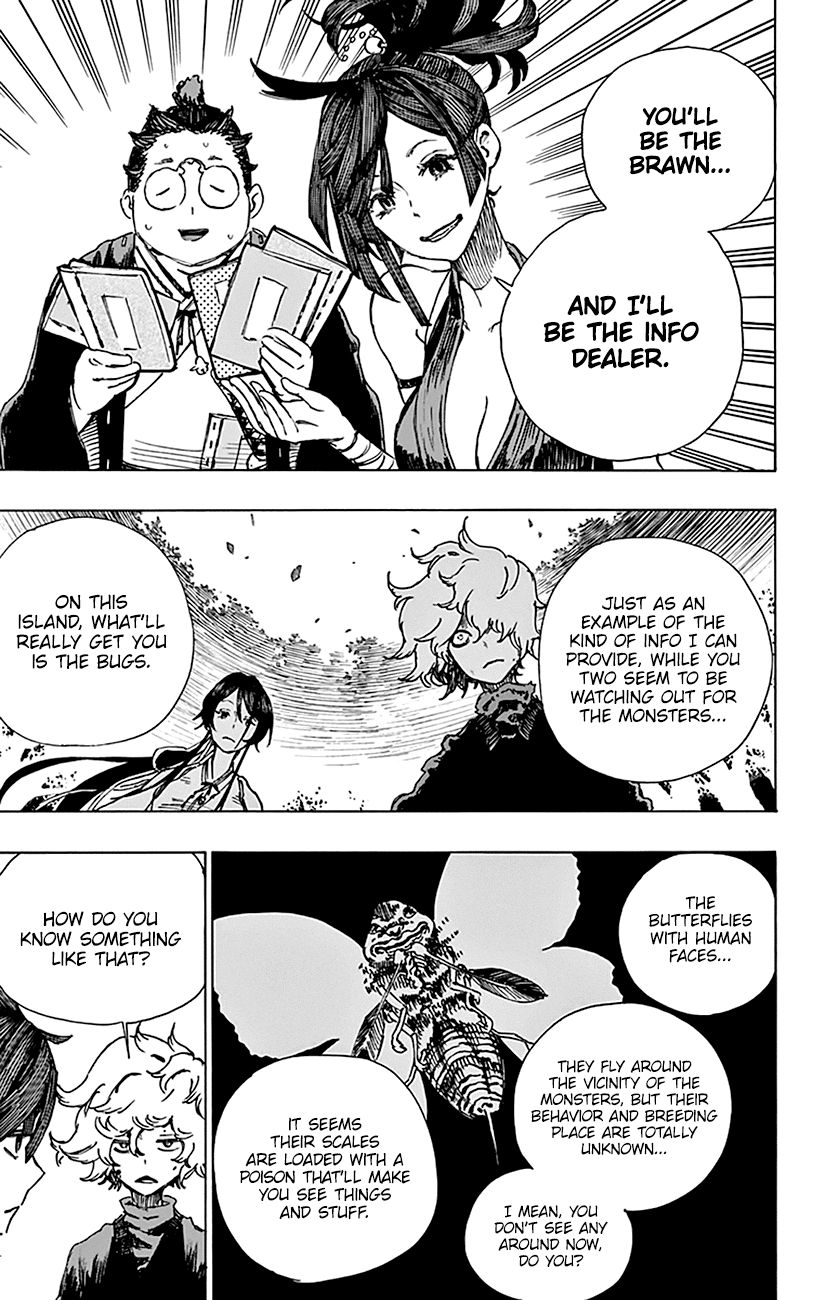 YOU'LL
BE THE
BRAWN...
AND I'LL
BE THE INFO
DEALER.
JUST AS AN
EXAMPLE OF THE
KIND OF INFO I CAN
PROVIDE, WHILE YOU
TWO SEEM TO BE
WATCHING OUT FOR
THE MONSTERS...
ON THIS
ISLAND, WHAT'LL
REALLY GET YOU
IS THE BUGS.
THE
BUTTERFLIES
WITH HUMAN
FACES...
THEY FLY AROUND
THE VICINITY OF THE
MONSTERS, BUT THEIR
BEHAVIOR AND BREEDING
PLACE ARE TOTALLY
UNKNOWN...
I MEAN, YOU
DON'T SEE ANY
AROUND NOW,
DO YOU?
IT SEEMS
THEIR SCALES
ARE LOADED WITH A
POISON THAT'LL MAKE
YOU SEE THINGS
AND STUFF.
HOW DO YOU
KNOW SOMETHING
LIKE THAT?